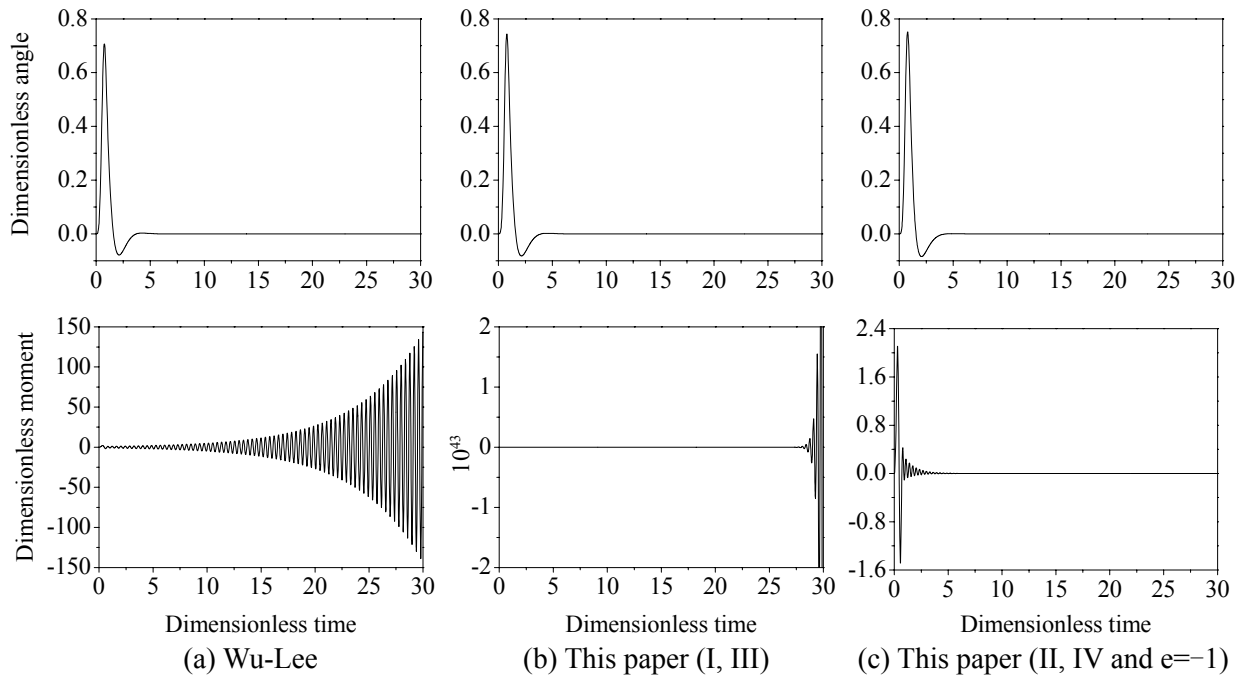 Dimensionless angle
0.8
0.6
0.4
0.2
0.0
0 5 10 15 20 25 30
0.8
0.6
0.4
0.2
0.0
0 5 10 15 20 25 30
0.8
0.6
0.4
0.2
0.0
0 5 10 15 20 25 30
Dimensionless moment
150
100
50
0
-50
-100
-150
0 5 10 15 20 25 30
Dimensionless time
(a) Wu-Lee
10⁴³
2
1
0
-1
-2
0 5 10 15 20 25 30
Dimensionless time
(b) This paper (I, III)
2.4
1.6
0.8
0.0
-0.8
-1.6
0 5 10 15 20 25 30
Dimensionless time
(c) This paper (II, IV and e=−1)